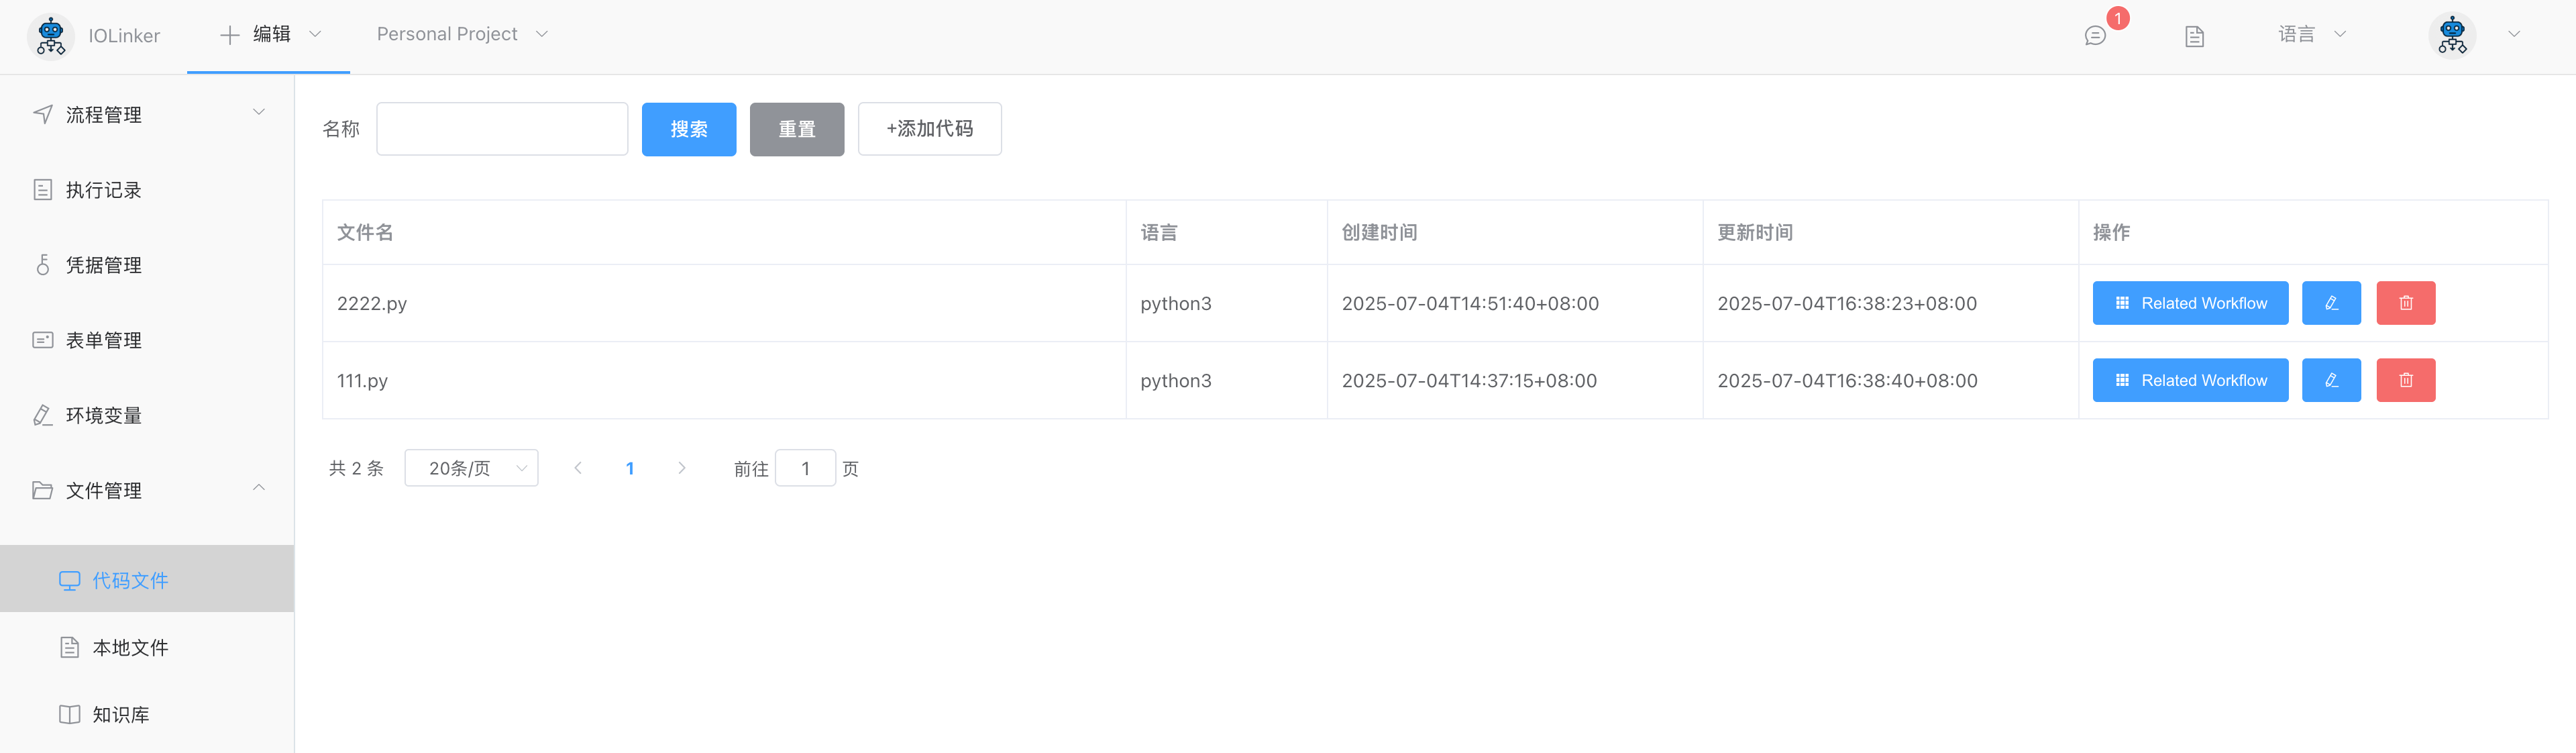 IOLinker
编辑
Personal Project
1
语言
流程管理
执行记录
凭据管理
表单管理
环境变量
文件管理
代码文件
本地文件
知识库
名称
搜索
重置
+添加代码
文件名 语言 创建时间 更新时间 操作
2222.py python3 2025-07-04T14:51:40+08:00 2025-07-04T16:38:23+08:00 Related Workflow
111.py python3 2025-07-04T14:37:15+08:00 2025-07-04T16:38:40+08:00 Related Workflow
共 2 条 20条/页 1 前往 1 页